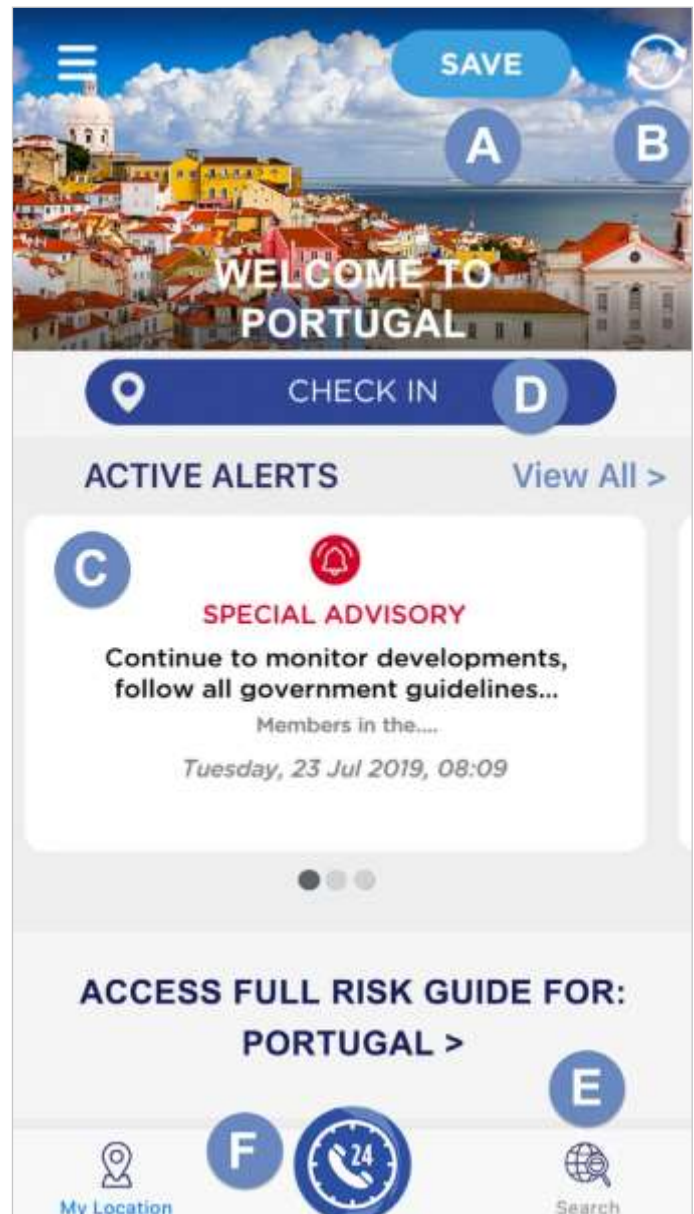 SAVE
A
B
WELCOME TO
PORTUGAL
CHECK IN
D
ACTIVE ALERTS
View All >
C
SPECIAL ADVISORY
Continue to monitor developments,
follow all government guidelines...
Members in the....
Tuesday, 23 Jul 2019, 08:09
ACCESS FULL RISK GUIDE FOR:
PORTUGAL >
E
F
24
My Location
Search